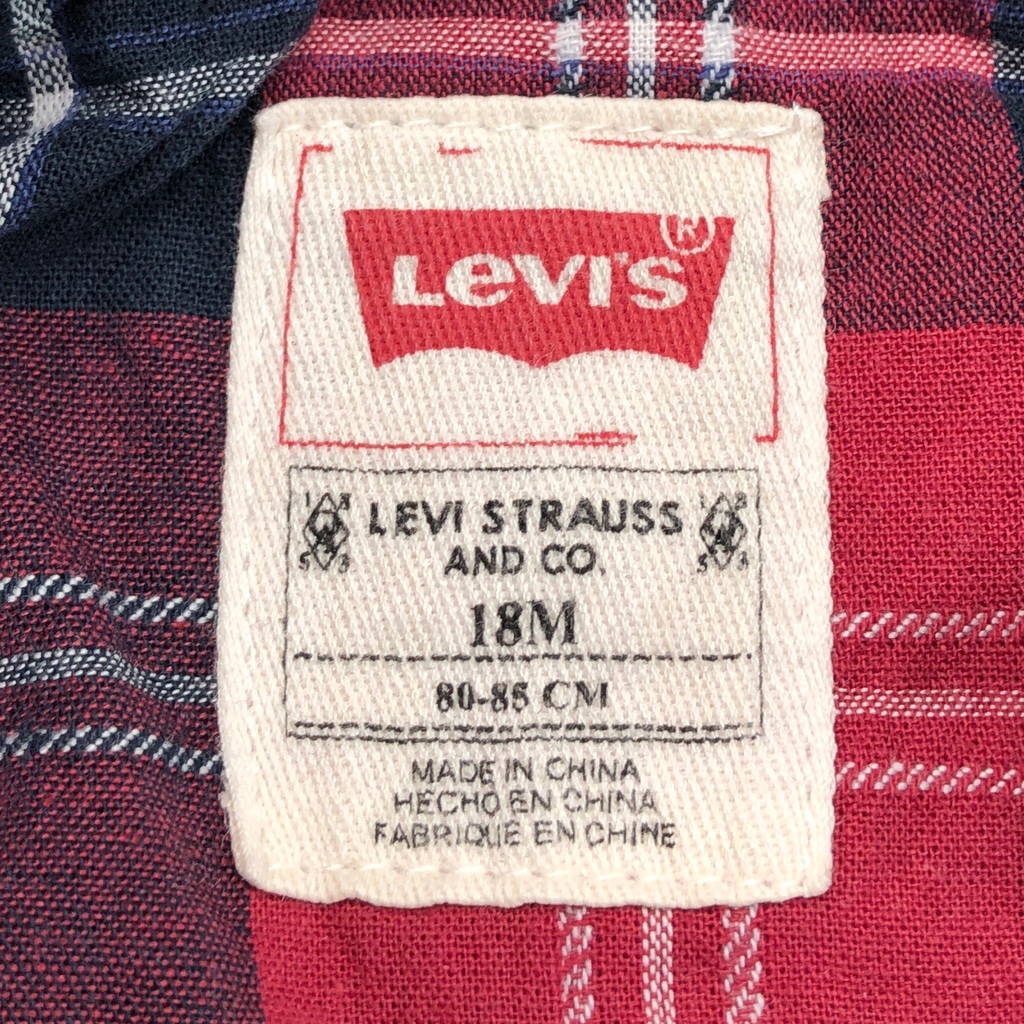 LEVI'S®
LEVI STRAUSS
AND CO.
18M
80-85 CM
MADE IN CHINA
HECHO EN CHINA
FABRIQUÉ EN CHINE